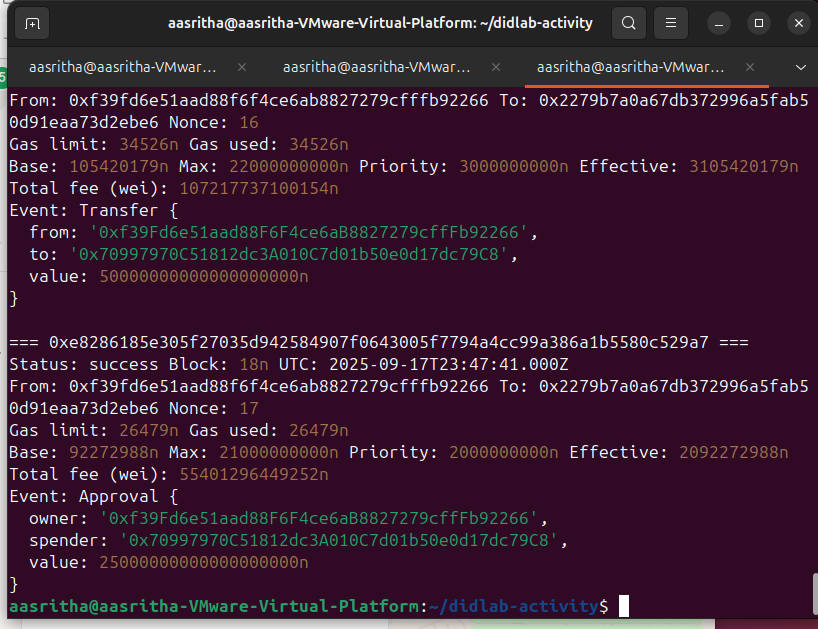 aasritha@aasritha-VMware-Virtual-Platform: ~/didlab-activity
aasritha@aasritha-VMwar... × aasritha@aasritha-VMwar... × aasritha@aasritha-VMwar... ×
From: 0xf39fd6e51aad88f6f4ce6ab8827279cfffb92266 To: 0x2279b7a0a67db372996a5fab5
0d91eaa73d2ebe6 Nonce: 16
Gas limit: 34526n Gas used: 34526n
Base: 105420179n Max: 22000000000n Priority: 3000000000n Effective: 3105420179n
Total fee (wei): 107217737100154n
Event: Transfer {
  from: '0xf39Fd6e51aad88F6F4ce6aB8827279cffFb92266',
  to: '0x70997970C51812dc3A010C7d01b50e0d17dc79C8',
  value: 50000000000000000000n
}
=== 0xe8286185e305f27035d942584907f0643005f7794a4cc99a386a1b5580c529a7 ===
Status: success Block: 18n UTC: 2025-09-17T23:47:41.000Z
From: 0xf39fd6e51aad88f6f4ce6ab8827279cfffb92266 To: 0x2279b7a0a67db372996a5fab5
0d91eaa73d2ebe6 Nonce: 17
Gas limit: 26479n Gas used: 26479n
Base: 92272988n Max: 21000000000n Priority: 2000000000n Effective: 2092272988n
Total fee (wei): 55401296449252n
Event: Approval {
  owner: '0xf39Fd6e51aad88F6F4ce6aB8827279cffFb92266',
  spender: '0x70997970C51812dc3A010C7d01b50e0d17dc79C8',
  value: 25000000000000000000n
}
aasritha@aasritha-VMware-Virtual-Platform:~/didlab-activity$